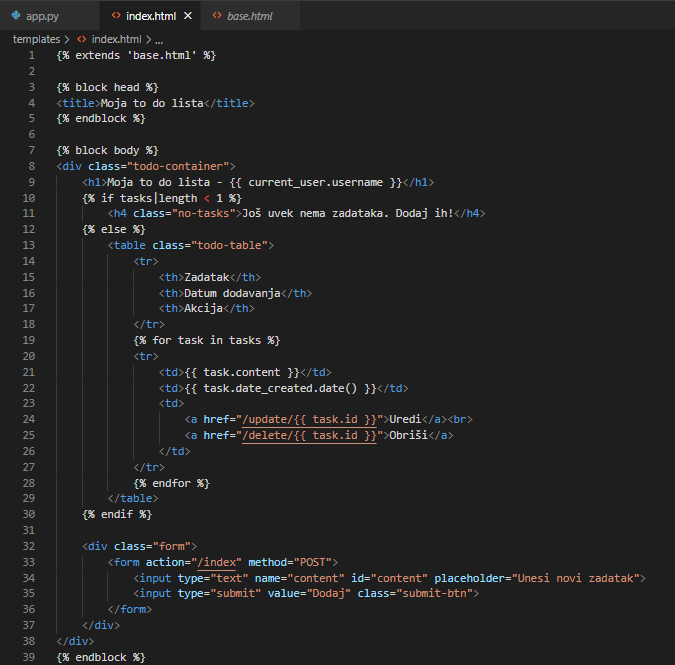 app.py index.html × base.html
templates > index.html > ...
1 {% extends 'base.html' %}
2
3 {% block head %}
4 <title>Moja to do lista</title>
5 {% endblock %}
6
7 {% block body %}
8 <div class="todo-container">
9 <h1>Moja to do lista - {{ current_user.username }}</h1>
10 {% if tasks|length < 1 %}
11 <h4 class="no-tasks">Još uvek nema zadataka. Dodaj ih!</h4>
12 {% else %}
13 <table class="todo-table">
14 <tr>
15 <th>Zadatak</th>
16 <th>Datum dodavanja</th>
17 <th>Akcija</th>
18 </tr>
19 {% for task in tasks %}
20 <tr>
21 <td>{{ task.content }}</td>
22 <td>{{ task.date_created.date() }}</td>
23 <td>
24 <a href="/update/{{ task.id }}">Uredi</a><br>
25 <a href="/delete/{{ task.id }}">Obriši</a>
26 </td>
27 </tr>
28 {% endfor %}
29 </table>
30 {% endif %}
31
32 <div class="form">
33 <form action="/index" method="POST">
34 <input type="text" name="content" id="content" placeholder="Unesi novi zadatak">
35 <input type="submit" value="Dodaj" class="submit-btn">
36 </form>
37 </div>
38 </div>
39 {% endblock %}